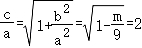 c/a = √(1 + b²/a²) = √(1 − m/9) = 2